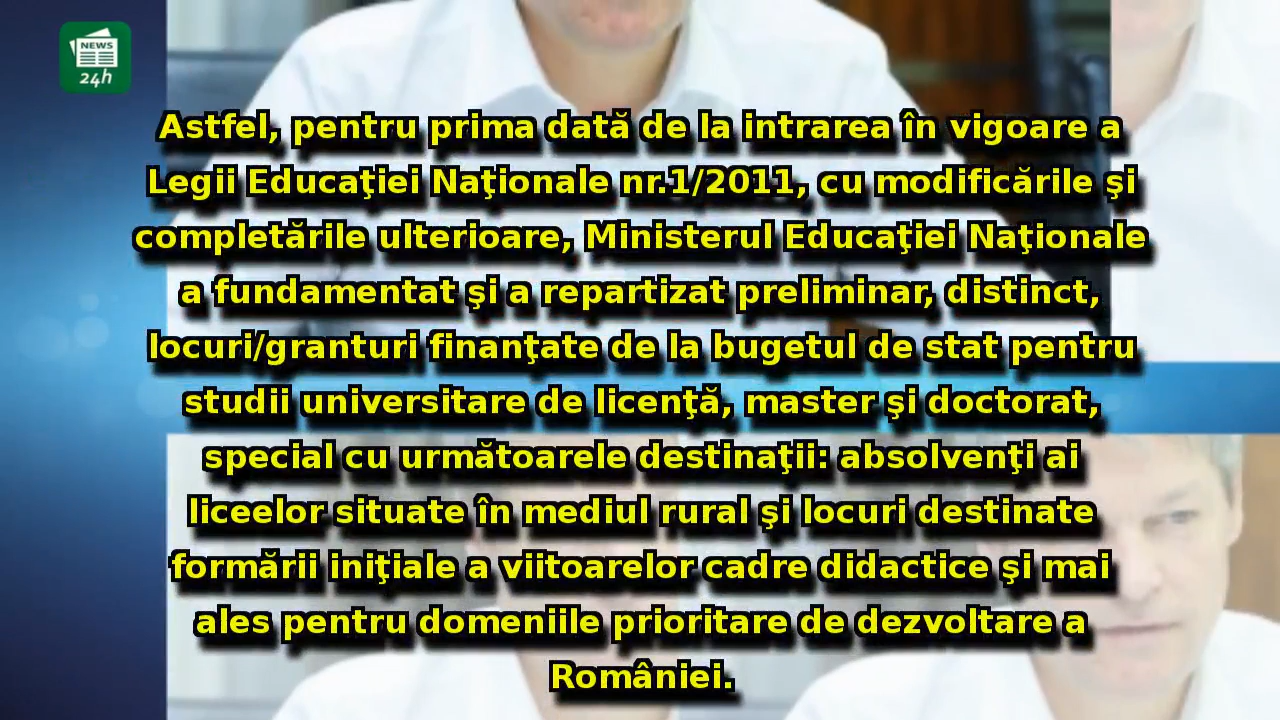 NEWS
24h
Astfel, pentru prima dată de la intrarea în vigoare a
Legii Educaţiei Naţionale nr.1/2011, cu modificările şi
completările ulterioare, Ministerul Educaţiei Naţionale
a fundamentat şi a repartizat preliminar, distinct,
locuri/granturi finanţate de la bugetul de stat pentru
studii universitare de licenţă, master şi doctorat,
special cu următoarele destinaţii: absolvenţi ai
liceelor situate în mediul rural şi locuri destinate
formării iniţiale a viitoarelor cadre didactice şi mai
ales pentru domeniile prioritare de dezvoltare a
României.